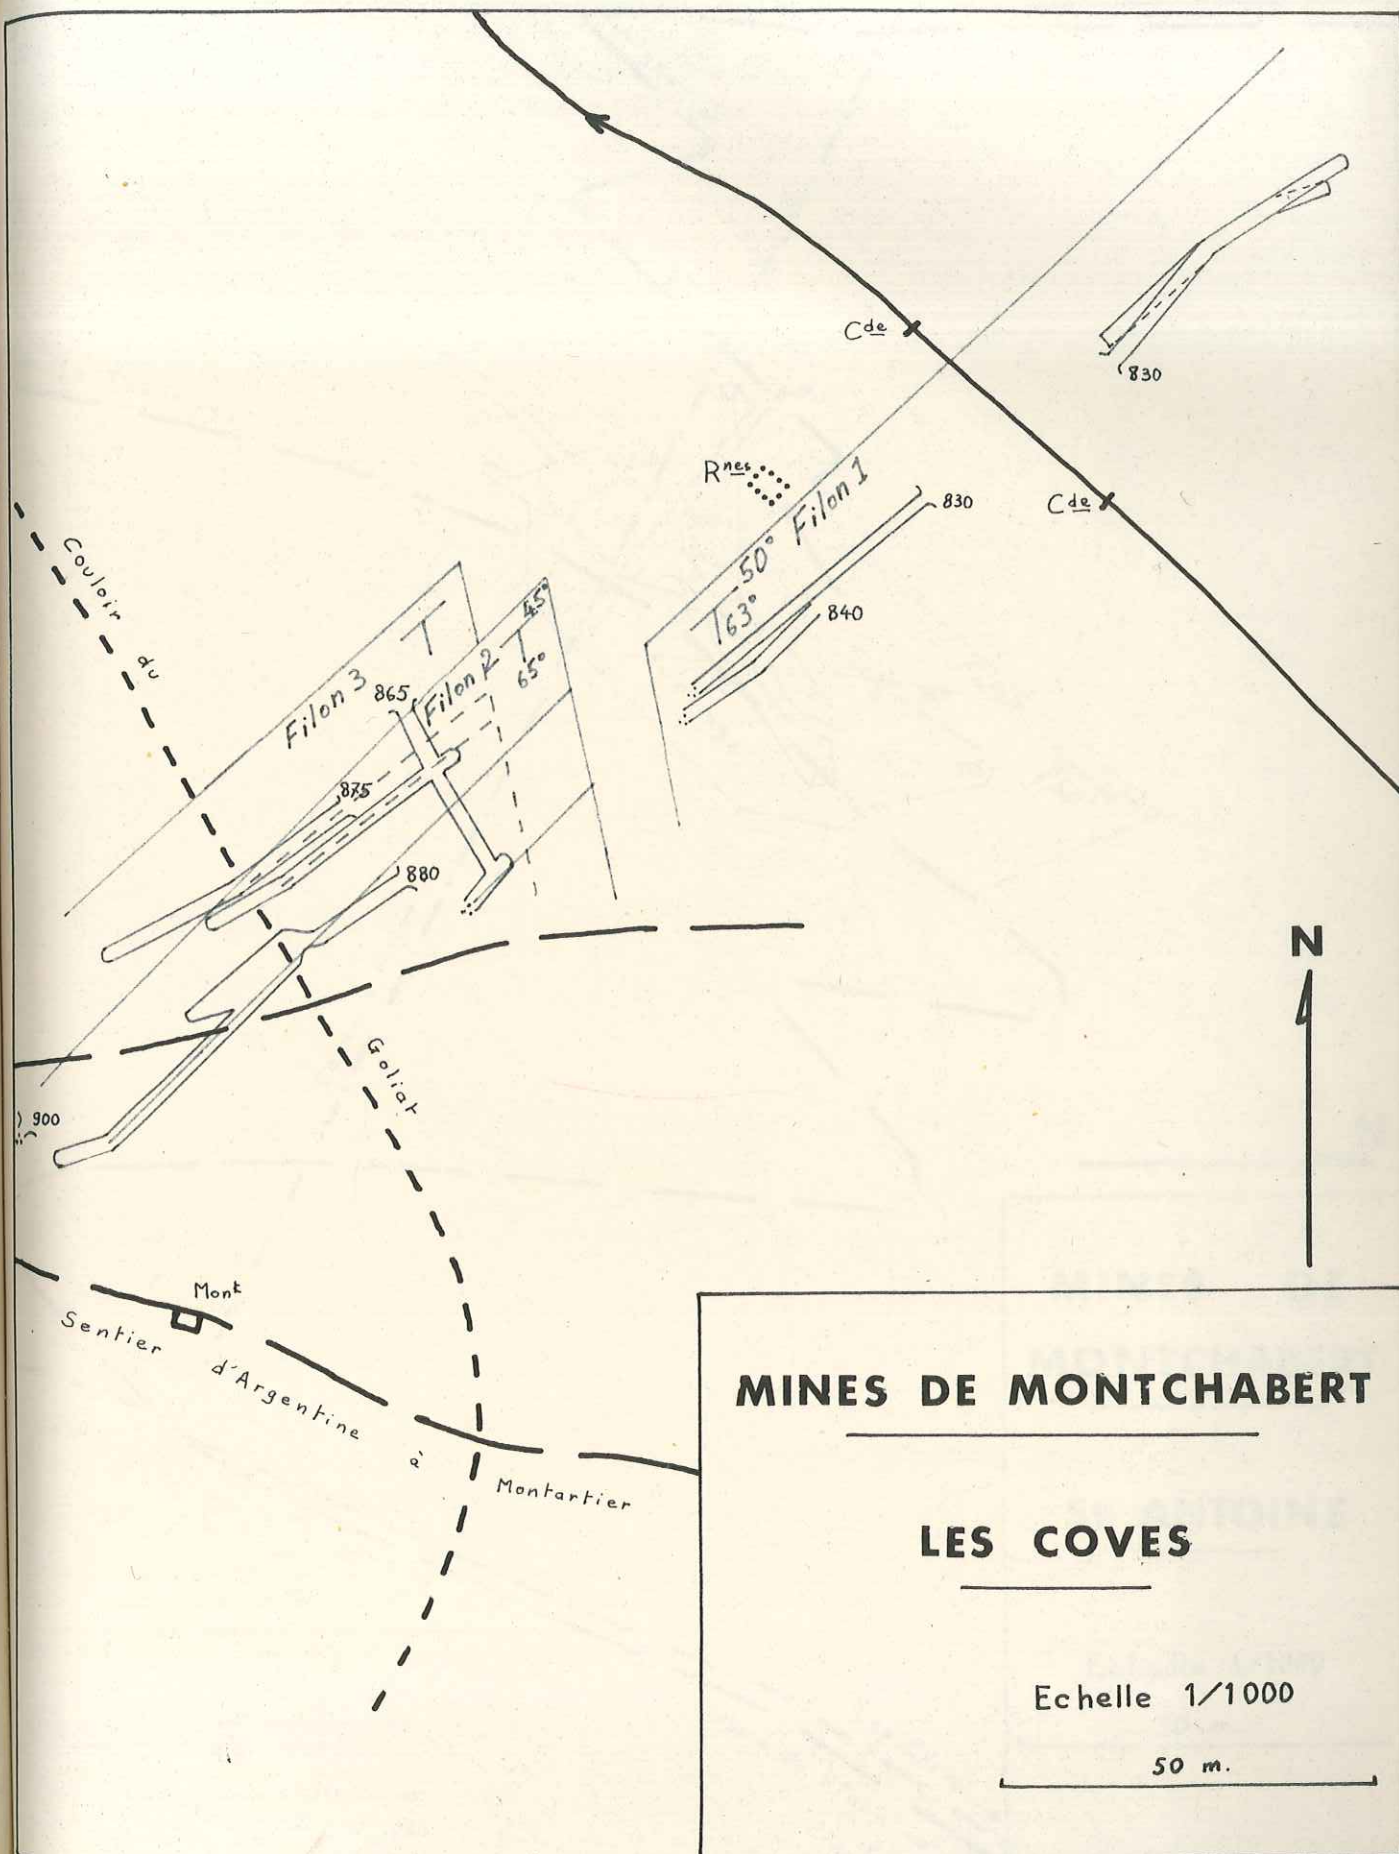 Cde
830
Rnes
Filon 1
50°
830
Cde
63°
840
Couloir du
45°
65°
Filon 2
Filon 3
865
875
880
N
Goliat
900
Mont
Sentier d'Argentine à Montartier
MINES DE MONTCHABERT
LES COVES
Echelle 1/1000
50 m.